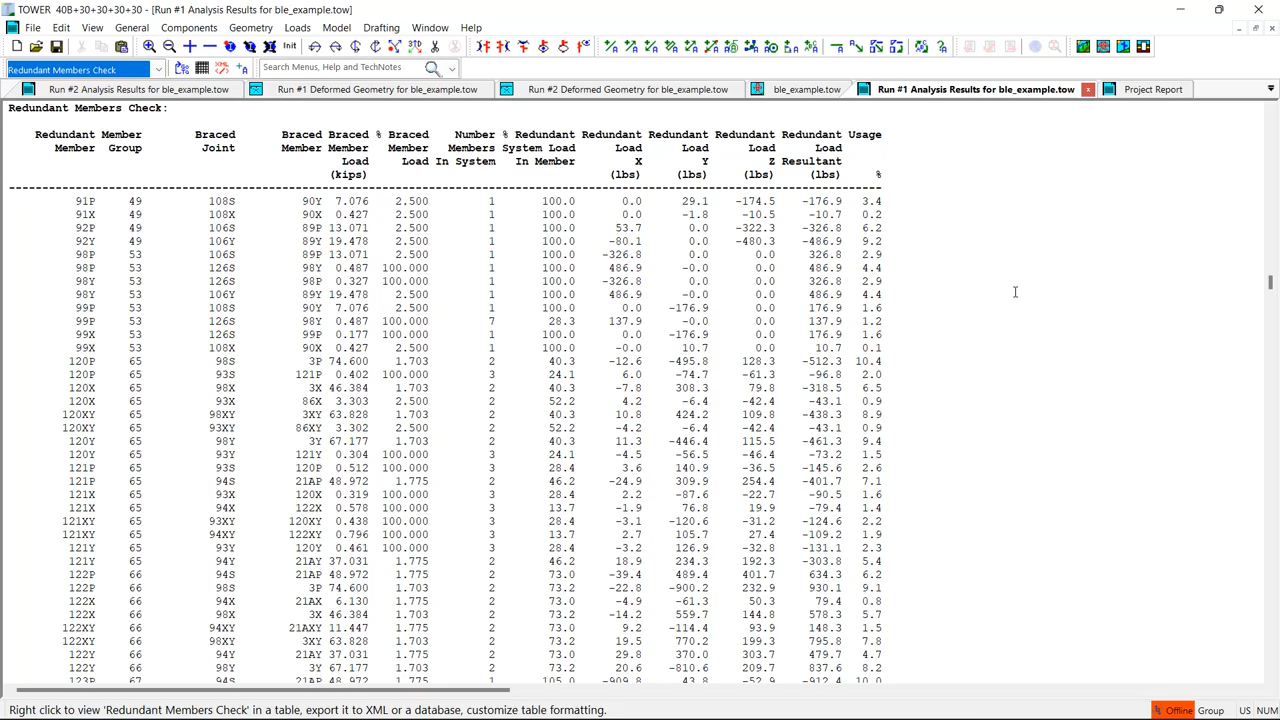 TOWER  40B+30+30+30+30 - [Run #1 Analysis Results for ble_example.tow]
File Edit View General Components Geometry Loads Model Drafting Window Help
Init
Redundant Members Check Search Menus, Help and TechNotes
Run #2 Analysis Results for ble_example.tow Run #1 Deformed Geometry for ble_example.tow Run #2 Deformed Geometry for ble_example.tow ble_example.tow Run #1 Analysis Results for ble_example.tow Project Report
Redundant Members Check:
Redundant Member Braced Braced Braced % Braced Number % Redundant Redundant Redundant Redundant Redundant Usage
Member Group Joint Member Member Member Members System Load Load Load Load Load
Load Load In System In Member X Y Z Resultant
(kips) (lbs) (lbs) (lbs) (lbs) %
91P 49 108S 90Y 7.076 2.500 1 100.0 0.0 29.1 -174.5 -176.9 3.4
91X 49 108X 90X 0.427 2.500 1 100.0 0.0 -1.8 -10.5 -10.7 0.2
92P 49 106S 89P 13.071 2.500 1 100.0 53.7 0.0 -322.3 -326.8 6.2
92Y 49 106Y 89Y 19.478 2.500 1 100.0 -80.1 0.0 -480.3 -486.9 9.2
98P 53 106S 89P 13.071 2.500 1 100.0 -326.8 0.0 0.0 326.8 2.9
98P 53 126S 98Y 0.487 100.000 1 100.0 486.9 -0.0 0.0 486.9 4.4
98Y 53 126S 98P 0.327 100.000 1 100.0 -326.8 0.0 0.0 326.8 2.9
98Y 53 106Y 89Y 19.478 2.500 1 100.0 486.9 -0.0 0.0 486.9 4.4
99P 53 108S 90Y 7.076 2.500 1 100.0 0.0 -176.9 0.0 176.9 1.6
99P 53 126S 98Y 0.487 100.000 7 28.3 137.9 -0.0 0.0 137.9 1.2
99X 53 126S 99P 0.177 100.000 1 100.0 0.0 -176.9 0.0 176.9 1.6
99X 53 108X 90X 0.427 2.500 1 100.0 -0.0 10.7 0.0 10.7 0.1
120P 65 98S 3P 74.600 1.703 2 40.3 -12.6 -495.8 128.3 -512.3 10.4
120P 65 93S 121P 0.402 100.000 3 24.1 6.0 -74.7 -61.3 -96.8 2.0
120X 65 98X 3X 46.384 1.703 2 40.3 -7.8 308.3 79.8 -318.5 6.5
120X 65 93X 86X 3.303 2.500 2 52.2 4.2 -6.4 -42.4 -43.1 0.9
120XY 65 98XY 3XY 63.828 1.703 2 40.3 10.8 424.2 109.8 -438.3 8.9
120XY 65 93XY 86XY 3.302 2.500 2 52.2 -4.2 -6.4 -42.4 -43.1 0.9
120Y 65 98Y 3Y 67.177 1.703 2 40.3 11.3 -446.4 115.5 -461.3 9.4
120Y 65 93Y 121Y 0.304 100.000 3 24.1 -4.5 -56.5 -46.4 -73.2 1.5
121P 65 93S 120P 0.512 100.000 3 28.4 3.6 140.9 -36.5 -145.6 2.6
121P 65 94S 21AP 48.972 1.775 2 46.2 -24.9 309.9 254.4 -401.7 7.1
121X 65 93X 120X 0.319 100.000 3 28.4 2.2 -87.6 -22.7 -90.5 1.6
121X 65 94X 122X 0.578 100.000 3 13.7 -1.9 76.8 19.9 -79.4 1.4
121XY 65 93XY 120XY 0.438 100.000 3 28.4 -3.1 -120.6 -31.2 -124.6 2.2
121XY 65 94XY 122XY 0.796 100.000 3 13.7 2.7 105.7 27.4 -109.2 1.9
121Y 65 93Y 120Y 0.461 100.000 3 28.4 -3.2 126.9 -32.8 -131.1 2.3
121Y 65 94Y 21AY 37.031 1.775 2 46.2 18.9 234.3 192.3 -303.8 5.4
122P 66 94S 21AP 48.972 1.775 2 73.0 -39.4 489.4 401.7 634.3 6.2
122P 66 98S 3P 74.600 1.703 2 73.2 -22.8 -900.2 232.9 930.1 9.1
122X 66 94X 21AX 6.130 1.775 2 73.0 -4.9 -61.3 50.3 79.4 0.8
122X 66 98X 3X 46.384 1.703 2 73.2 -14.2 559.7 144.8 578.3 5.7
122XY 66 94XY 21AXY 11.447 1.775 2 73.0 9.2 -114.4 93.9 148.3 1.5
122XY 66 98XY 3XY 63.828 1.703 2 73.2 19.5 770.2 199.3 795.8 7.8
122Y 66 94Y 21AY 37.031 1.775 2 73.0 29.8 370.0 303.7 479.7 4.7
122Y 66 98Y 3Y 67.177 1.703 2 73.2 20.6 -810.6 209.7 837.6 8.2
123P 67 94S 21AP 48.972 1.775 1 105.0 -909.8 43.8 -52.9 -912.4 10.0
Right click to view 'Redundant Members Check' in a table, export it to XML or a database, customize table formatting. Offline Group US NUM